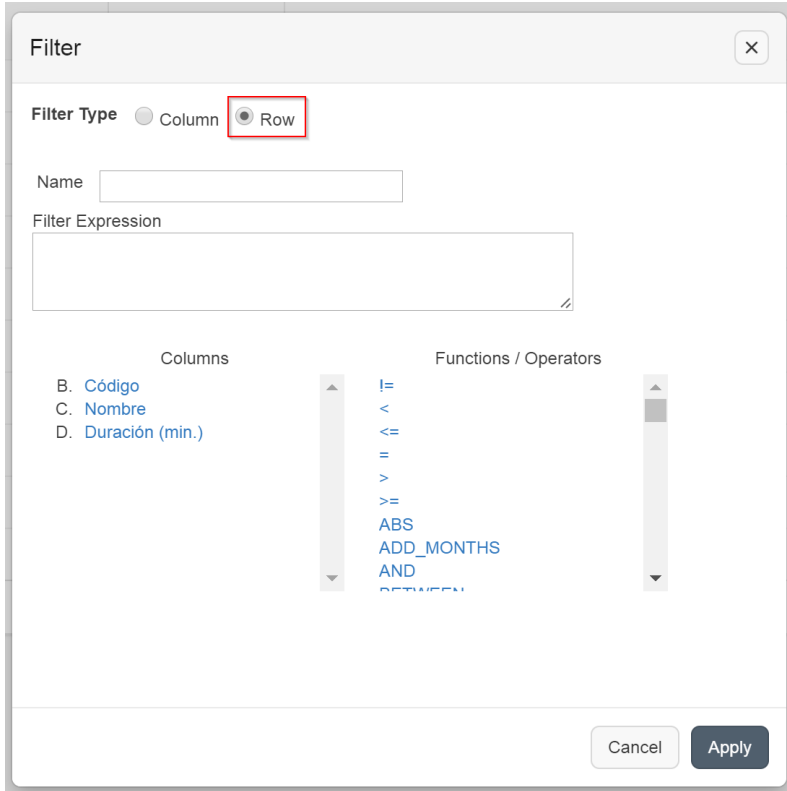 Filter
Filter Type Column Row
Name
Filter Expression
Columns
B. Código
C. Nombre
D. Duración (min.)
Functions / Operators
!=
<
<=
=
>
>=
ABS
ADD_MONTHS
AND
BETWEEN
Cancel Apply